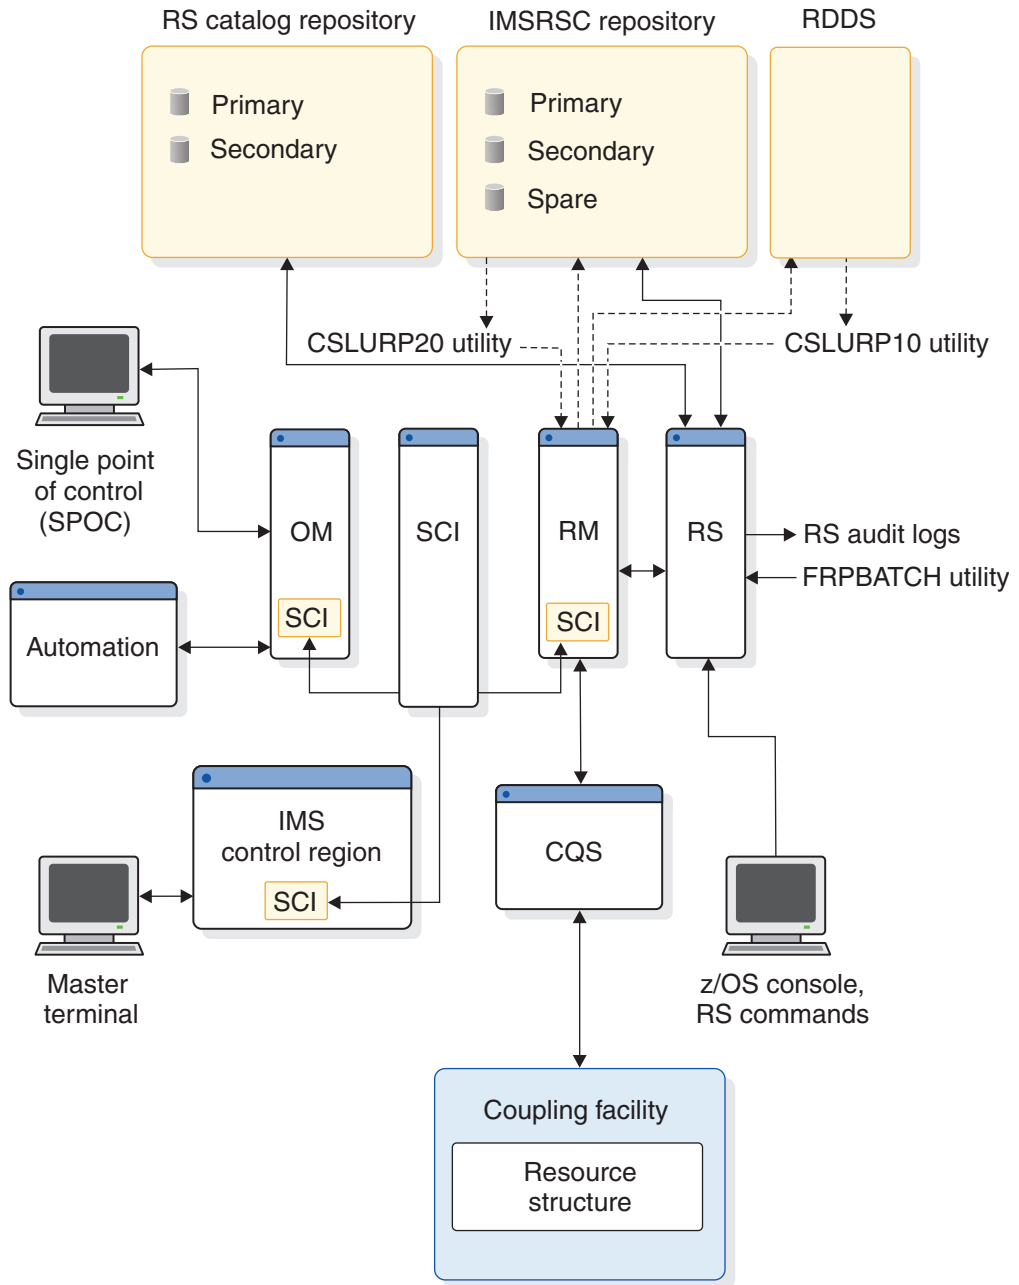 RS catalog repository
IMSRSC repository
RDDS
Primary
Secondary
Primary
Secondary
Spare
CSLURP20 utility
CSLURP10 utility
Single point
of control
(SPOC)
OM
SCI
SCI
RM
SCI
RS
RS audit logs
FRPBATCH utility
Automation
IMS
control region
SCI
CQS
Master
terminal
z/OS console,
RS commands
Coupling facility
Resource
structure